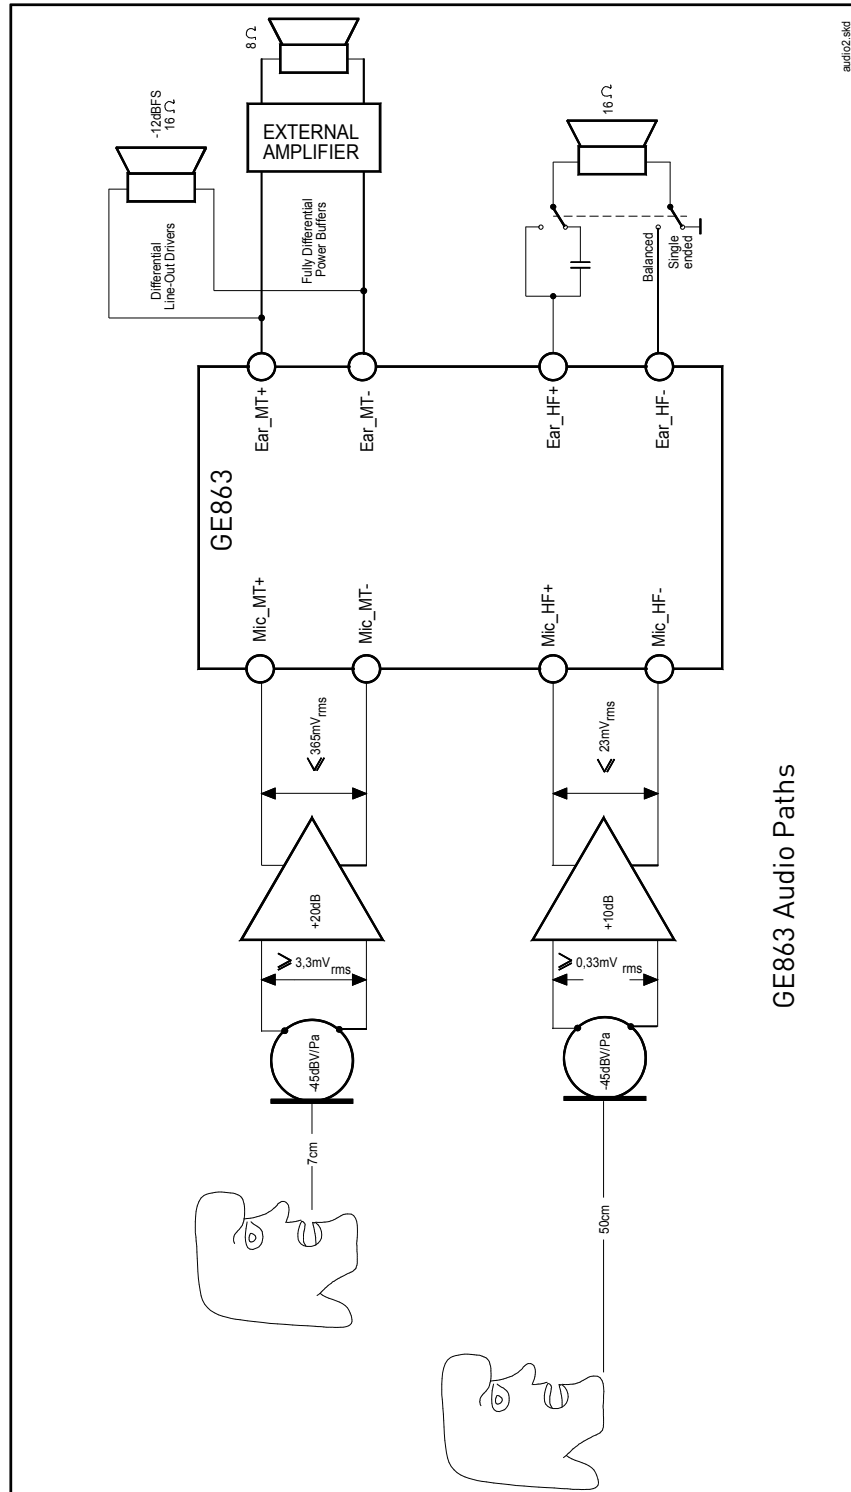 audio2.skd
8 Ω
-12dBFS
16 Ω
EXTERNAL
AMPLIFIER
16 Ω
Differential
Line-Out Drivers
Fully Differential
Power Buffers
Balanced
Single
ended
Ear_MT+
Ear_MT-
Ear_HF+
Ear_HF-
GE863
Mic_MT+
Mic_MT-
Mic_HF+
Mic_HF-
⩽ 365mVrms
⩽ 23mVrms
+20dB
+10dB
⩾ 3,3mVrms
⩾ 0,33mV rms
-45dBV/Pa
-45dBV/Pa
7cm
50cm
GE863 Audio Paths